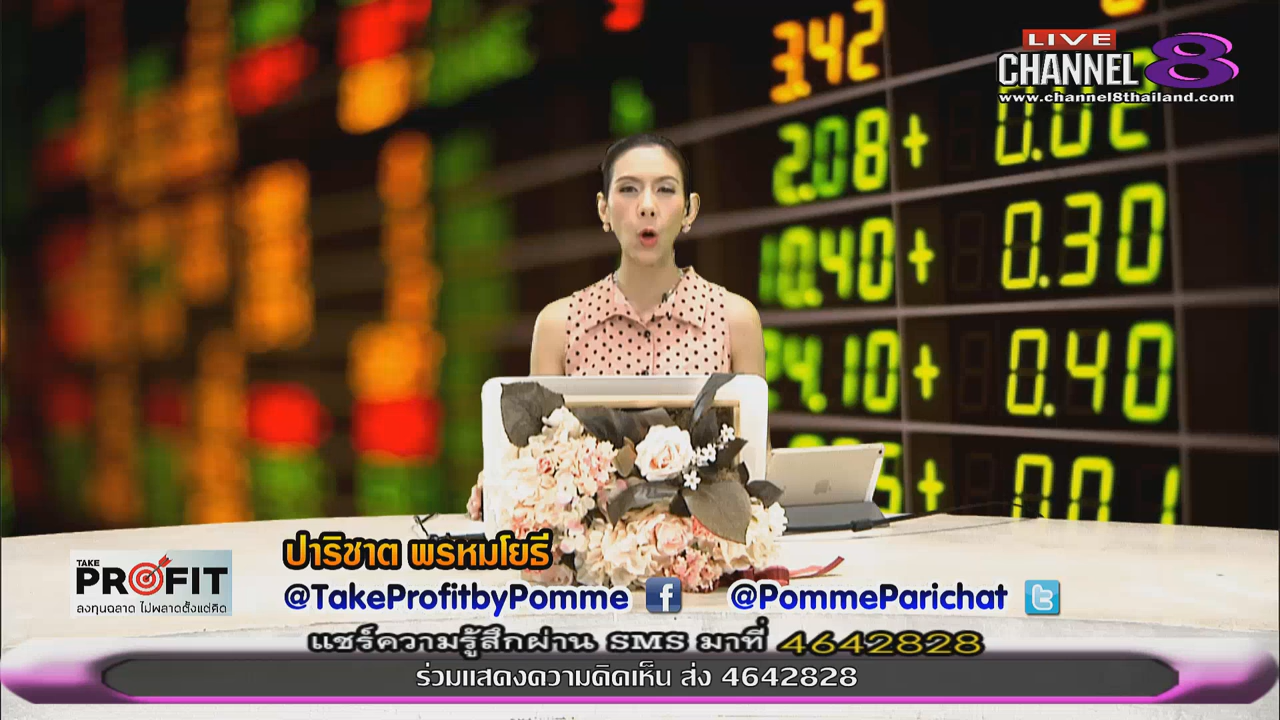 LIVE
CHANNEL 8
www.channel8thailand.com
3.42
2.08 + 0.02
10.40 + 0.30
24.10 + 0.40
+ 0.01
TAKE
PROFIT
ลงทุนฉลาด ไม่พลาดตั้งแต่คิด
ปาริชาต พรหมโยธี
@TakeProfitbyPomme f @PommeParichat t
แชร์ความรู้สึกผ่าน SMS มาที่ 4642828
ร่วมแสดงความคิดเห็น ส่ง 4642828